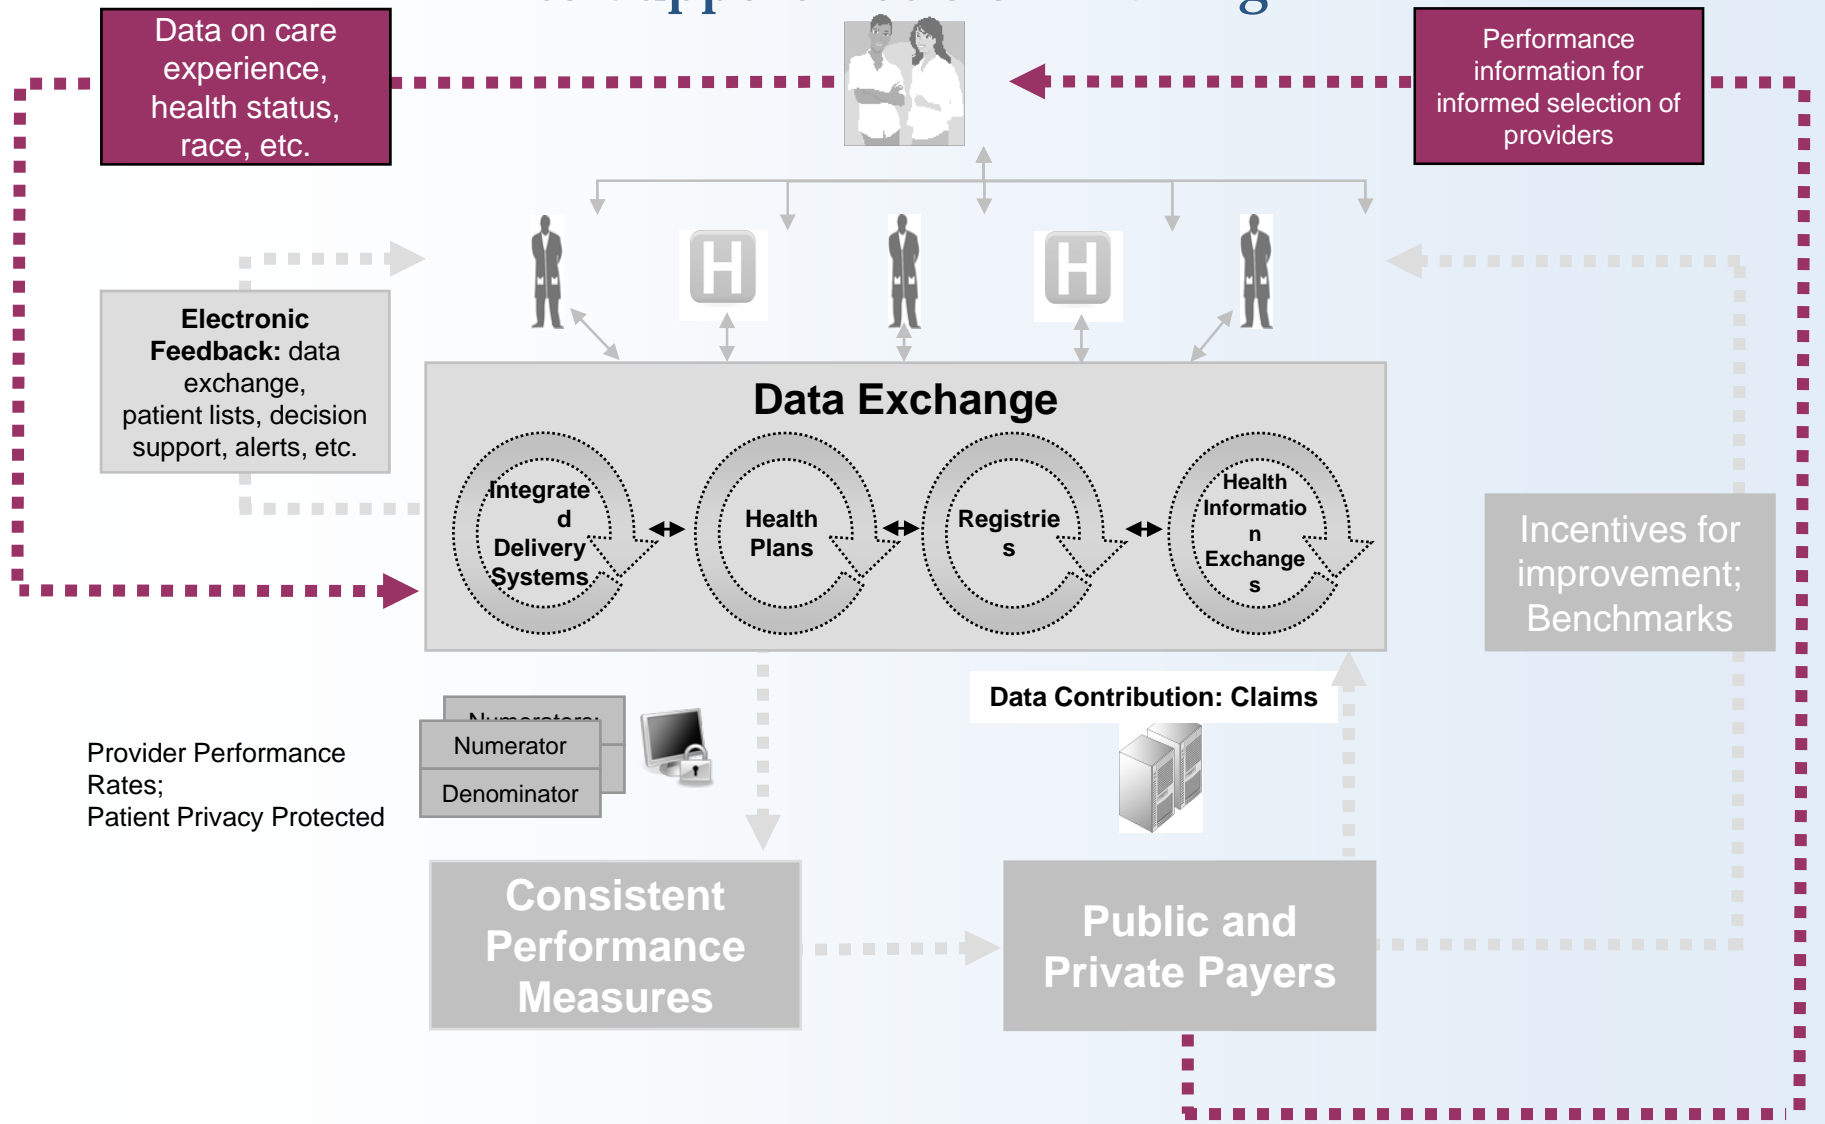 Data on care
experience,
health status,
race, etc.
Performance
information for
informed selection of
providers
H
H
Electronic
Feedback: data
exchange,
patient lists, decision
support, alerts, etc.
Data Exchange
Integrate
d
Delivery
Systems
Health
Plans
Registrie
s
Health
Informatio
n
Exchange
s
Incentives for
improvement;
Benchmarks
Data Contribution: Claims
Provider Performance
Rates;
Patient Privacy Protected
Numerator
Denominator
Consistent
Performance
Measures
Public and
Private Payers